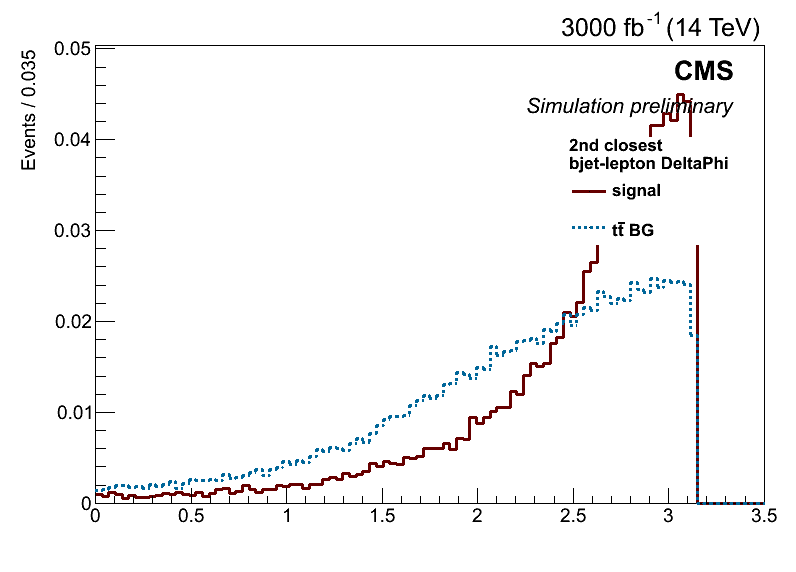 3000 fb⁻¹ (14 TeV)
CMS
Simulation preliminary
2nd closest
bjet-lepton DeltaPhi
signal
tt̄ BG
Events / 0.035
0.05
0.04
0.03
0.02
0.01
0
0 0.5 1 1.5 2 2.5 3 3.5